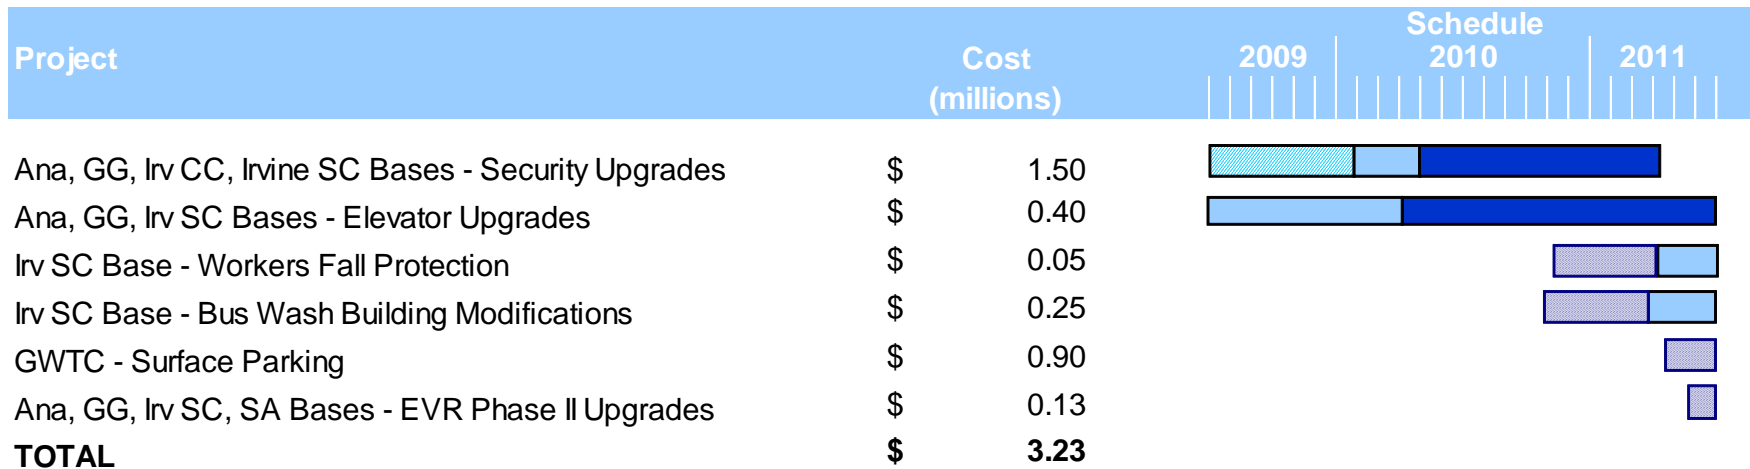 Schedule
Project Cost 2009 2010 2011
(millions)
Ana, GG, Irv CC, Irvine SC Bases - Security Upgrades $ 1.50
Ana, GG, Irv SC Bases - Elevator Upgrades $ 0.40
Irv SC Base - Workers Fall Protection $ 0.05
Irv SC Base - Bus Wash Building Modifications $ 0.25
GWTC - Surface Parking $ 0.90
Ana, GG, Irv SC, SA Bases - EVR Phase II Upgrades $ 0.13
TOTAL $ 3.23